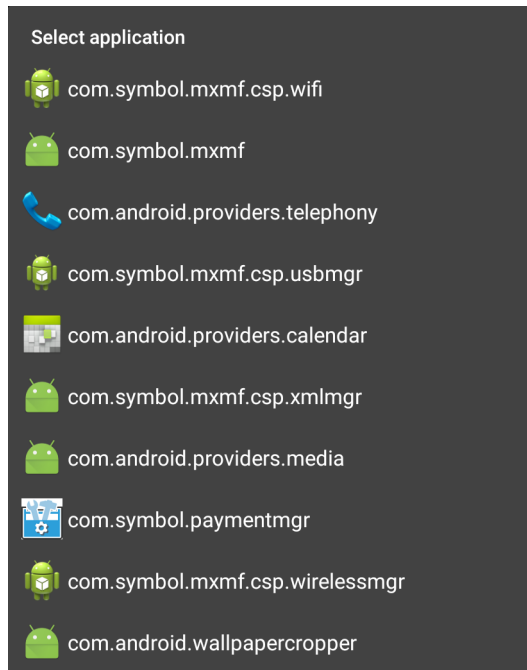 Select application
com.symbol.mxmf.csp.wifi
com.symbol.mxmf
com.android.providers.telephony
com.symbol.mxmf.csp.usbmgr
com.android.providers.calendar
com.symbol.mxmf.csp.xmlmgr
com.android.providers.media
com.symbol.paymentmgr
com.symbol.mxmf.csp.wirelessmgr
com.android.wallpapercropper